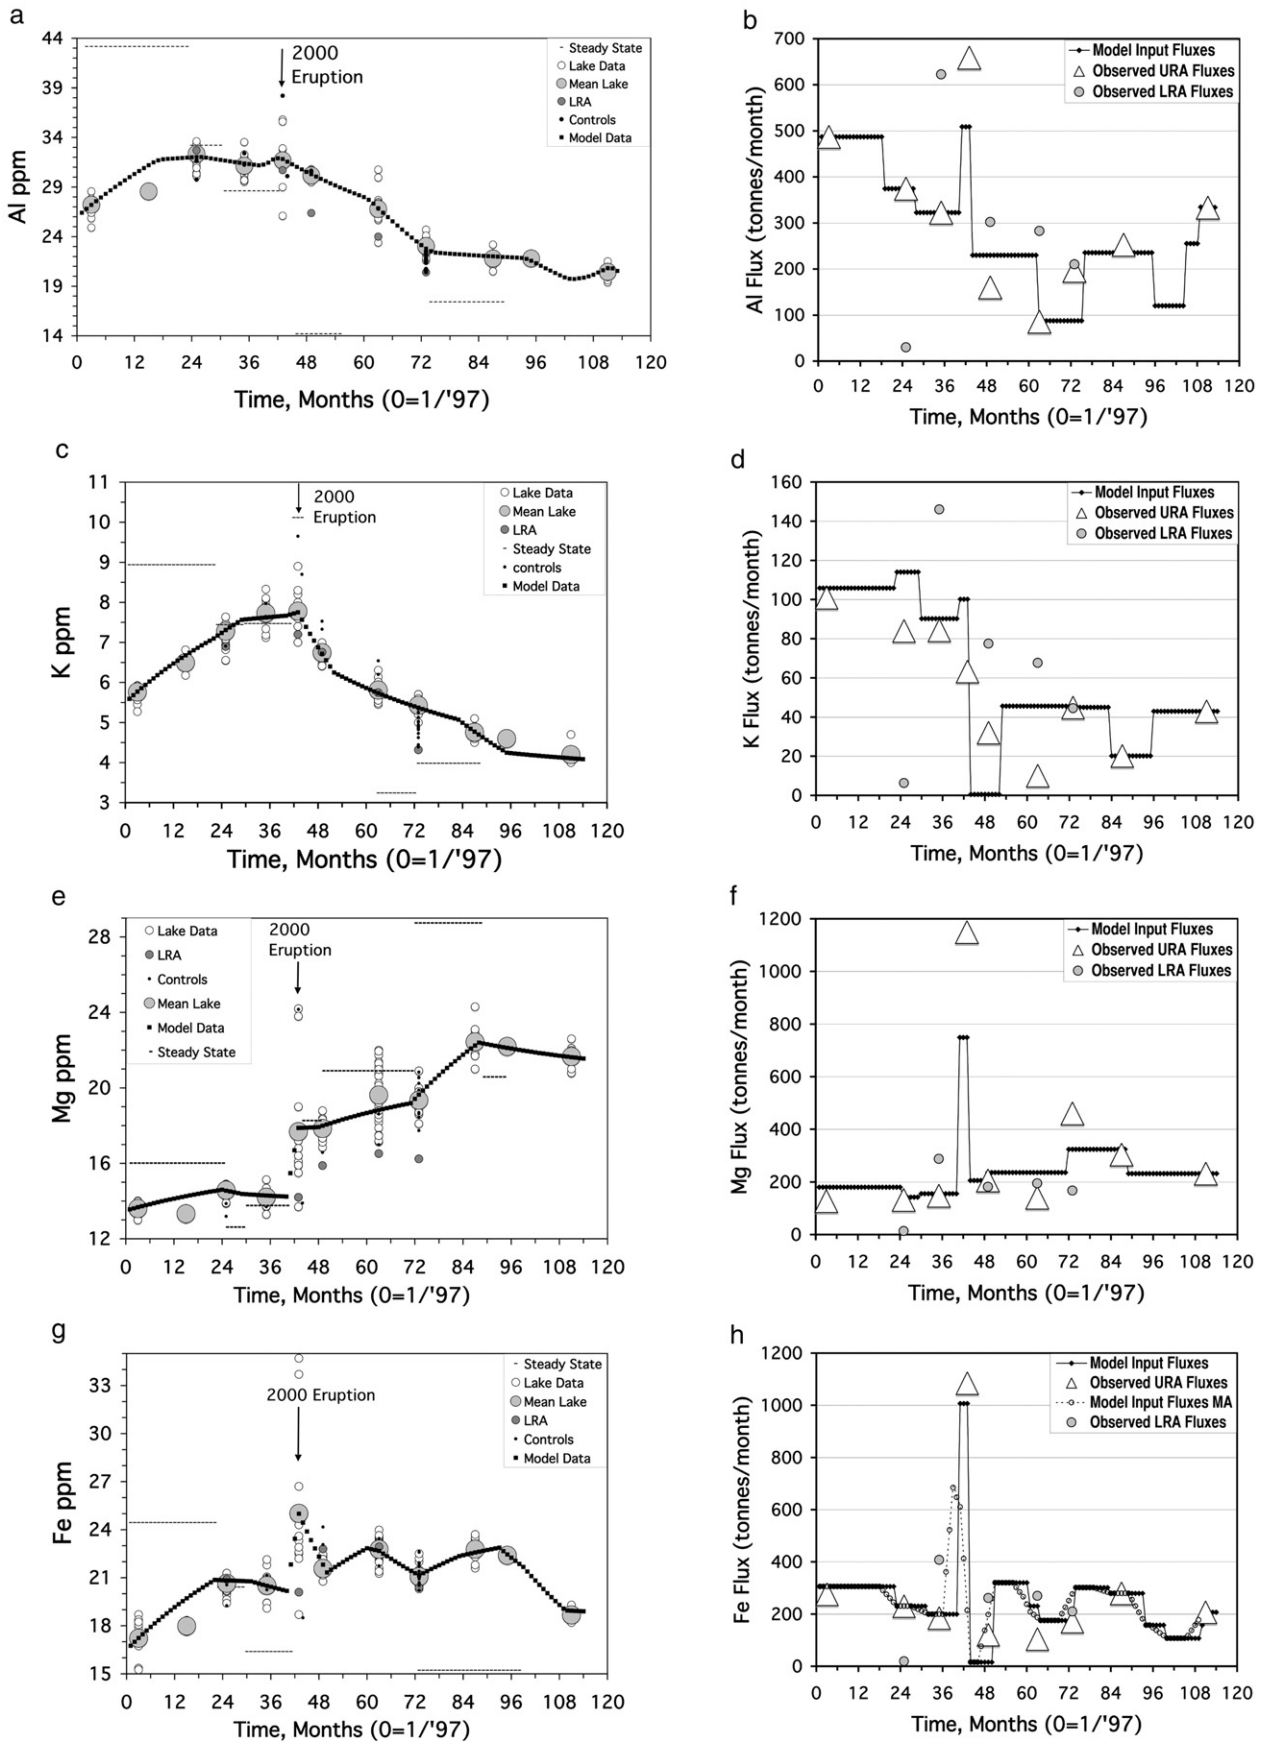 a
44
39
34
29
24
19
14
Al ppm
2000
Eruption
Steady State
Lake Data
Mean Lake
LRA
Controls
Model Data
0 12 24 36 48 60 72 84 96 108 120
Time, Months (0=1/'97)
b
700
600
500
400
300
200
100
0
Al Flux (tonnes/month)
Model Input Fluxes
Observed URA Fluxes
Observed LRA Fluxes
0 12 24 36 48 60 72 84 96 108 120
Time, Months (0=1/'97)
c
11
10
9
8
7
6
5
4
3
K ppm
2000
Eruption
Lake Data
Mean Lake
LRA
Steady State
controls
Model Data
0 12 24 36 48 60 72 84 96 108 120
Time, Months (0=1/'97)
d
160
140
120
100
80
60
40
20
0
K Flux (tonnes/month)
Model Input Fluxes
Observed URA Fluxes
Observed LRA Fluxes
0 12 24 36 48 60 72 84 96 108 120
Time, Months (0=1/'97)
e
28
24
20
16
12
Mg ppm
Lake Data
LRA
Controls
Mean Lake
Model Data
Steady State
2000
Eruption
0 12 24 36 48 60 72 84 96 108 120
Time, Months (0=1/'97)
f
1200
1000
800
600
400
200
0
Mg Flux (tonnes/month)
Model Input Fluxes
Observed URA Fluxes
Observed LRA Fluxes
0 12 24 36 48 60 72 84 96 108 120
Time, Months (0=1/'97)
g
33
30
27
24
21
18
15
Fe ppm
2000 Eruption
Steady State
Lake Data
Mean Lake
LRA
Controls
Model Data
0 12 24 36 48 60 72 84 96 108 120
Time, Months (0=1/'97)
h
1200
1000
800
600
400
200
0
Fe Flux (tonnes/month)
Model Input Fluxes
Observed URA Fluxes
Model Input Fluxes MA
Observed LRA Fluxes
0 12 24 36 48 60 72 84 96 108 120
Time, Months (0=1/'97)